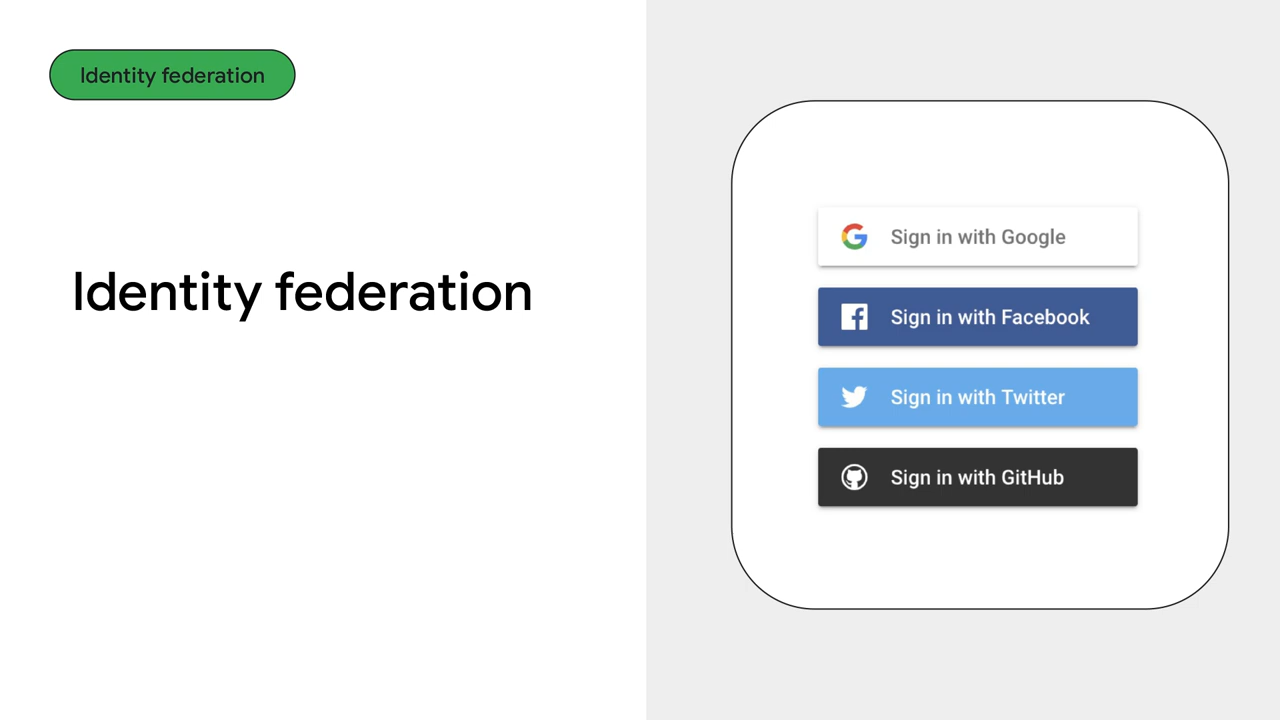 Identity federation
Identity federation
Sign in with Google
Sign in with Facebook
Sign in with Twitter
Sign in with GitHub